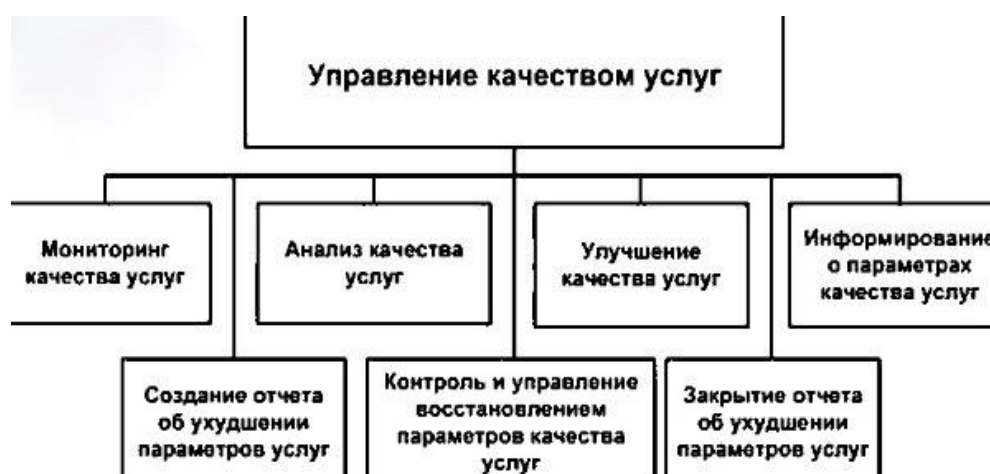 Управление качеством услуг
Мониторинг
качества услуг
Анализ качества
услуг
Улучшение
качества услуг
Информирование
о параметрах
качества услуг
Создание отчета
об ухудшении
параметров услуг
Контроль и управление
восстановлением
параметров качества
услуг
Закрытие отчета
об ухудшении
параметров услуг